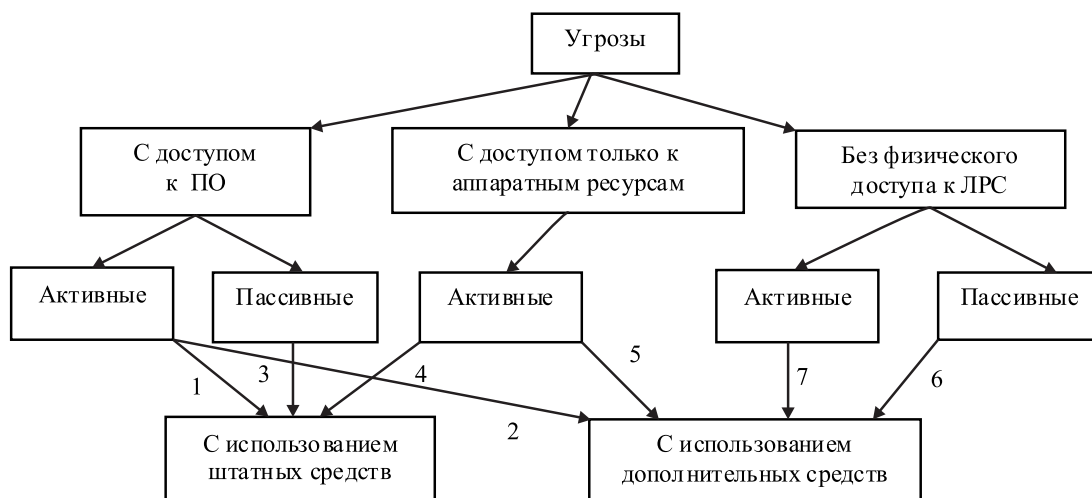 Угрозы
С доступом
к ПО
С доступом только к
аппаратным ресурсам
Без физического
доступа к ЛРС
Активные
Пассивные
Активные
Активные
Пассивные
1
3
4
5
7
6
2
С использованием
штатных средств
С использованием
дополнительных средств